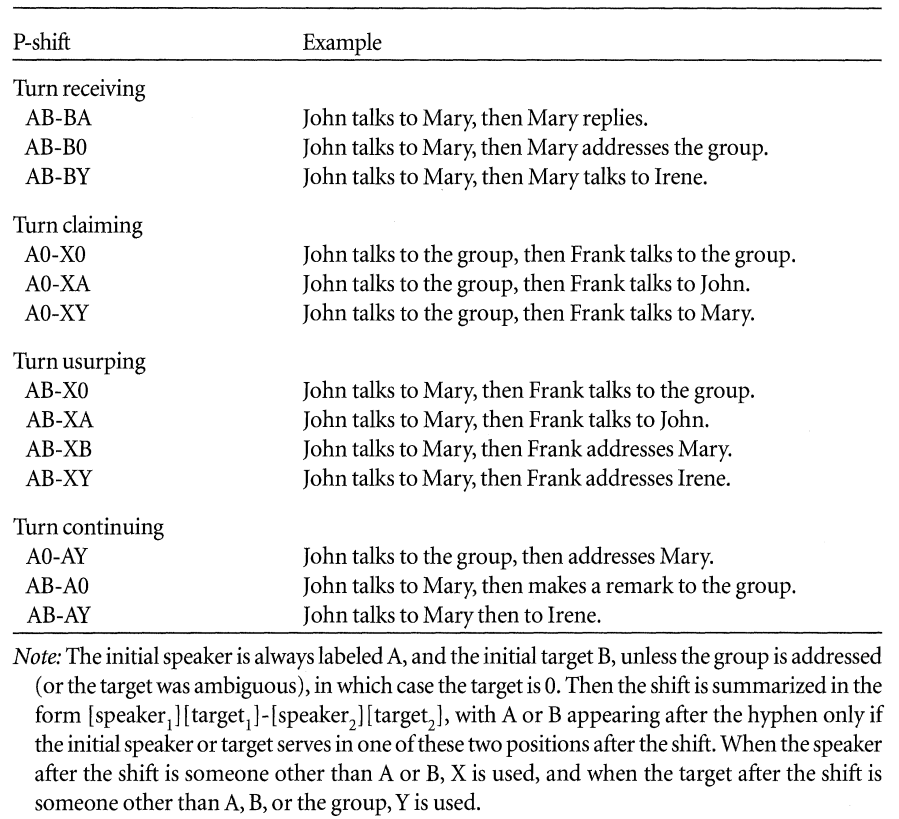 P-shift Example
Turn receiving
AB-BA John talks to Mary, then Mary replies.
AB-B0 John talks to Mary, then Mary addresses the group.
AB-BY John talks to Mary, then Mary talks to Irene.
Turn claiming
A0-X0 John talks to the group, then Frank talks to the group.
A0-XA John talks to the group, then Frank talks to John.
A0-XY John talks to the group, then Frank talks to Mary.
Turn usurping
AB-X0 John talks to Mary, then Frank talks to the group.
AB-XA John talks to Mary, then Frank talks to John.
AB-XB John talks to Mary, then Frank addresses Mary.
AB-XY John talks to Mary, then Frank addresses Irene.
Turn continuing
A0-AY John talks to the group, then addresses Mary.
AB-A0 John talks to Mary, then makes a remark to the group.
AB-AY John talks to Mary then to Irene.
Note: The initial speaker is always labeled A, and the initial target B, unless the group is addressed
(or the target was ambiguous), in which case the target is 0. Then the shift is summarized in the
form [speaker₁][target₁]-[speaker₂][target₂], with A or B appearing after the hyphen only if
the initial speaker or target serves in one of these two positions after the shift. When the speaker
after the shift is someone other than A or B, X is used, and when the target after the shift is
someone other than A, B, or the group, Y is used.